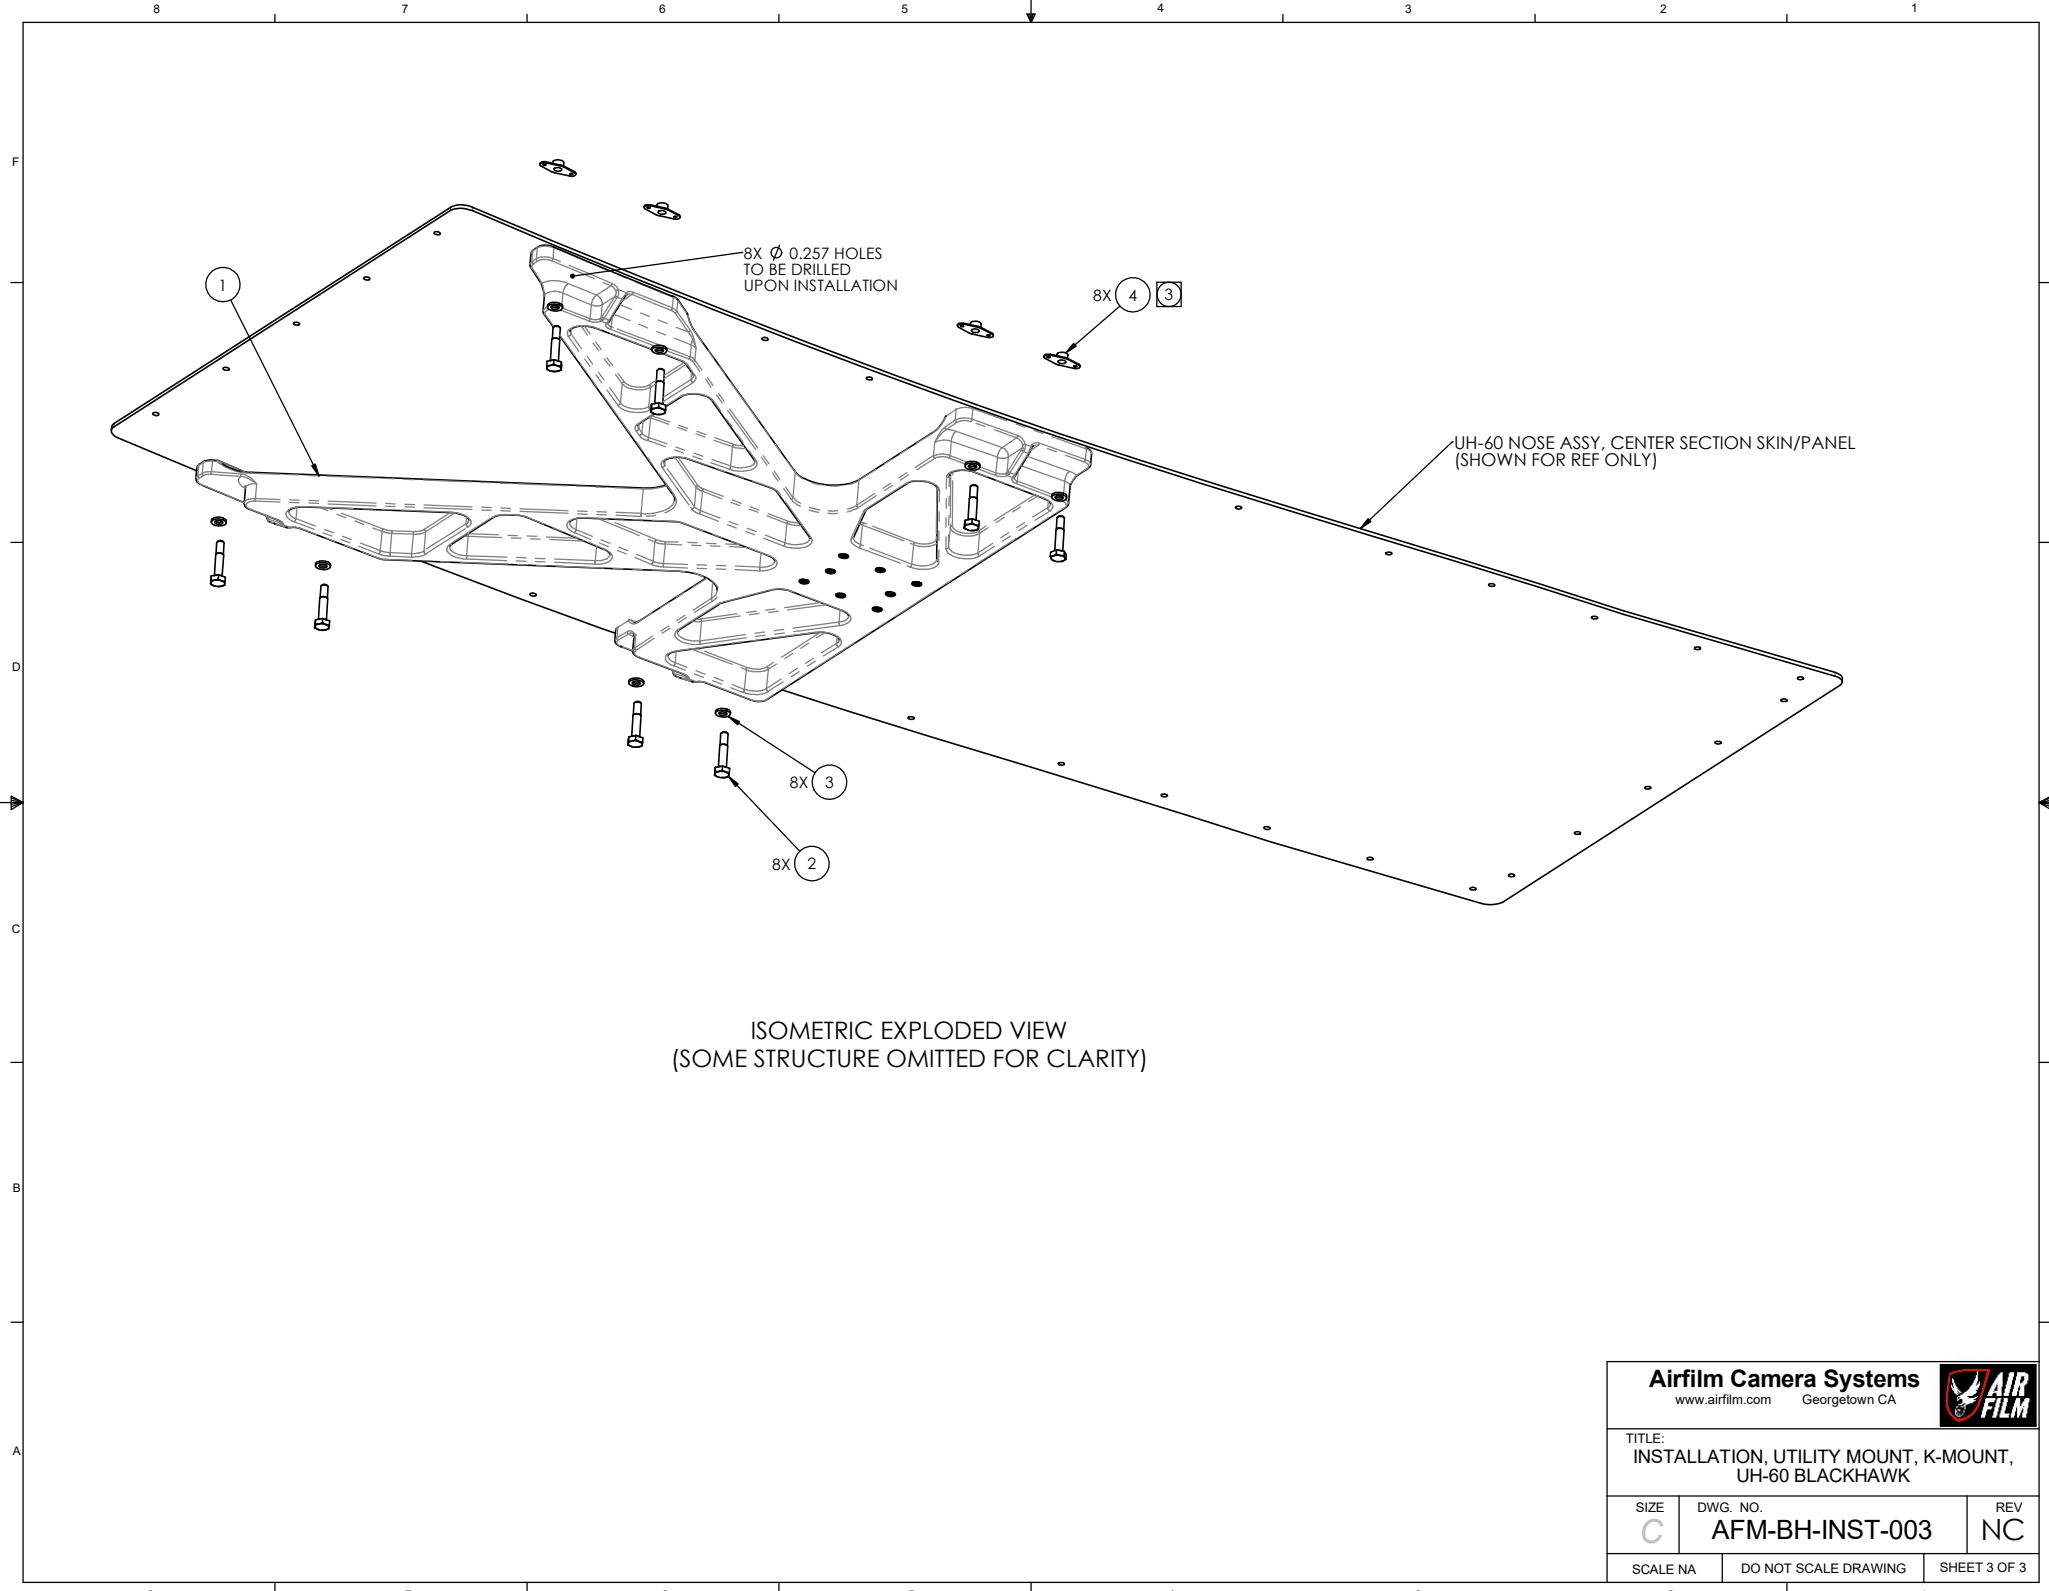 8 7 6 5 4 3 2 1
F
8X Ø 0.257 HOLES
TO BE DRILLED
UPON INSTALLATION
1
8X 4 3
UH-60 NOSE ASSY, CENTER SECTION SKIN/PANEL
(SHOWN FOR REF ONLY)
D
8X 3
8X 2
C
ISOMETRIC EXPLODED VIEW
(SOME STRUCTURE OMITTED FOR CLARITY)
B
A
Airfilm Camera Systems
www.airfilm.com Georgetown CA
AIR
FILM
TITLE:
INSTALLATION, UTILITY MOUNT, K-MOUNT,
UH-60 BLACKHAWK
SIZE
C
DWG. NO.
AFM-BH-INST-003
REV
NC
SCALE NA
DO NOT SCALE DRAWING
SHEET 3 OF 3